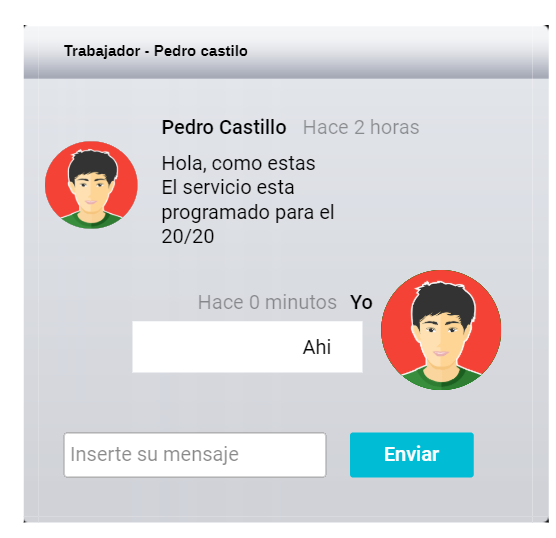 Trabajador - Pedro castilo
Pedro Castillo Hace 2 horas
Hola, como estas
El servicio esta
programado para el
20/20
Hace 0 minutos Yo
Ahi
Inserte su mensaje Enviar